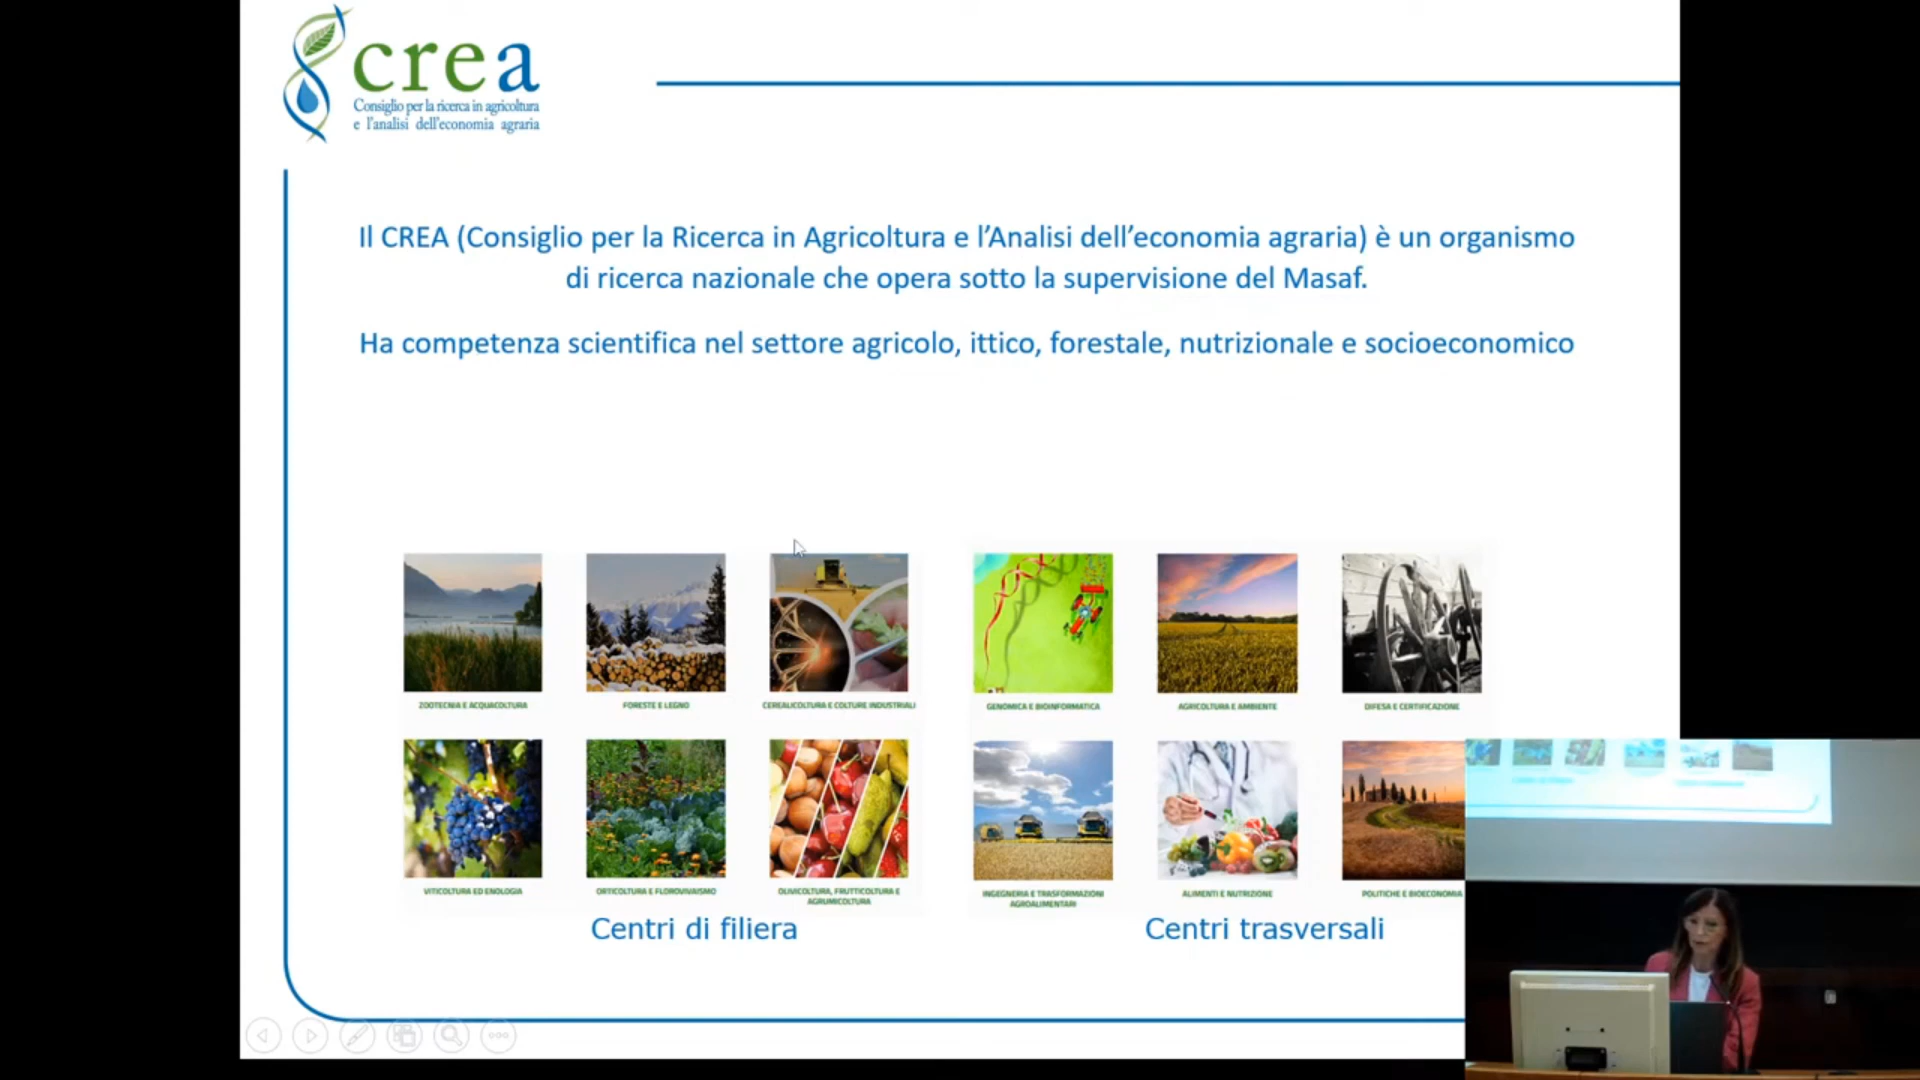 crea
Consiglio per la ricerca in agricoltura
e l'analisi dell'economia agraria
Il CREA (Consiglio per la Ricerca in Agricoltura e l’Analisi dell’economia agraria) è un organismo
di ricerca nazionale che opera sotto la supervisione del Masaf.
Ha competenza scientifica nel settore agricolo, ittico, forestale, nutrizionale e socioeconomico
ZOOTECNIA E ACQUACOLTURA
FORESTE E LEGNO
CEREALICOLTURA E COLTURE INDUSTRIALI
GENOMICA E BIOINFORMATICA
AGRICOLTURA E AMBIENTE
DIFESA E CERTIFICAZIONE
VITICOLTURA ED ENOLOGIA
ORTICOLTURA E FLOROVIVAISMO
OLIVICOLTURA, FRUTTICOLTURA E
AGRUMICOLTURA
INGEGNERIA E TRASFORMAZIONI
AGROALIMENTARI
ALIMENTI E NUTRIZIONE
POLITICHE E BIOECONOMIA
Centri di filiera
Centri trasversali